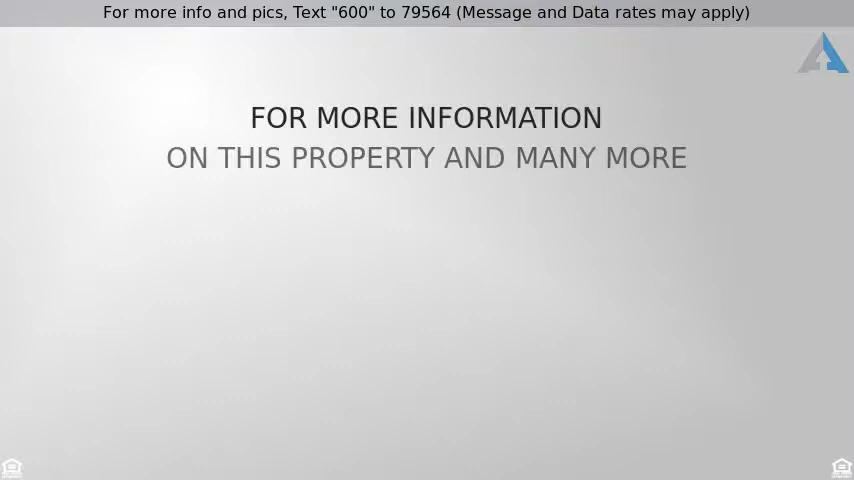 For more info and pics, Text "600" to 79564 (Message and Data rates may apply)
FOR MORE INFORMATION
ON THIS PROPERTY AND MANY MORE